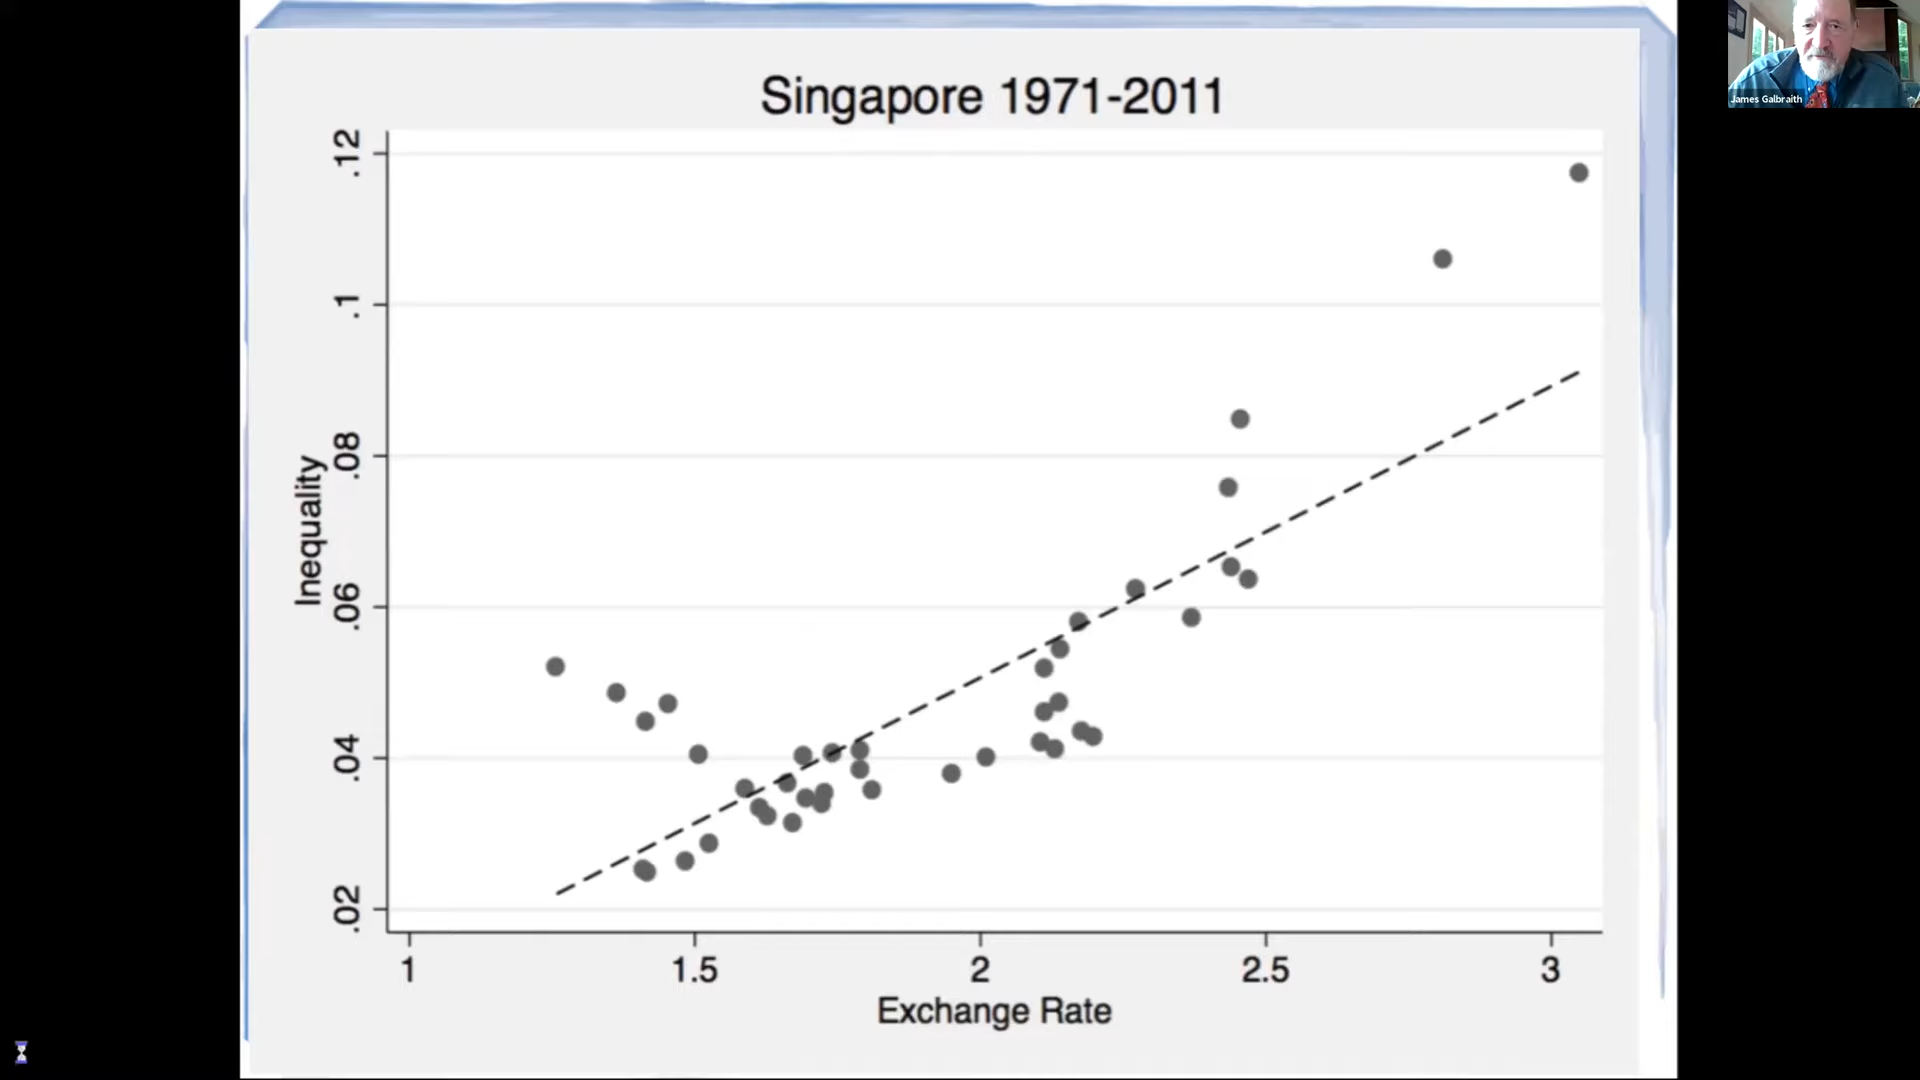 Singapore 1971-2011
James Galbraith
Inequality
.12
.1
.08
.06
.04
.02
1 1.5 2 2.5 3
Exchange Rate